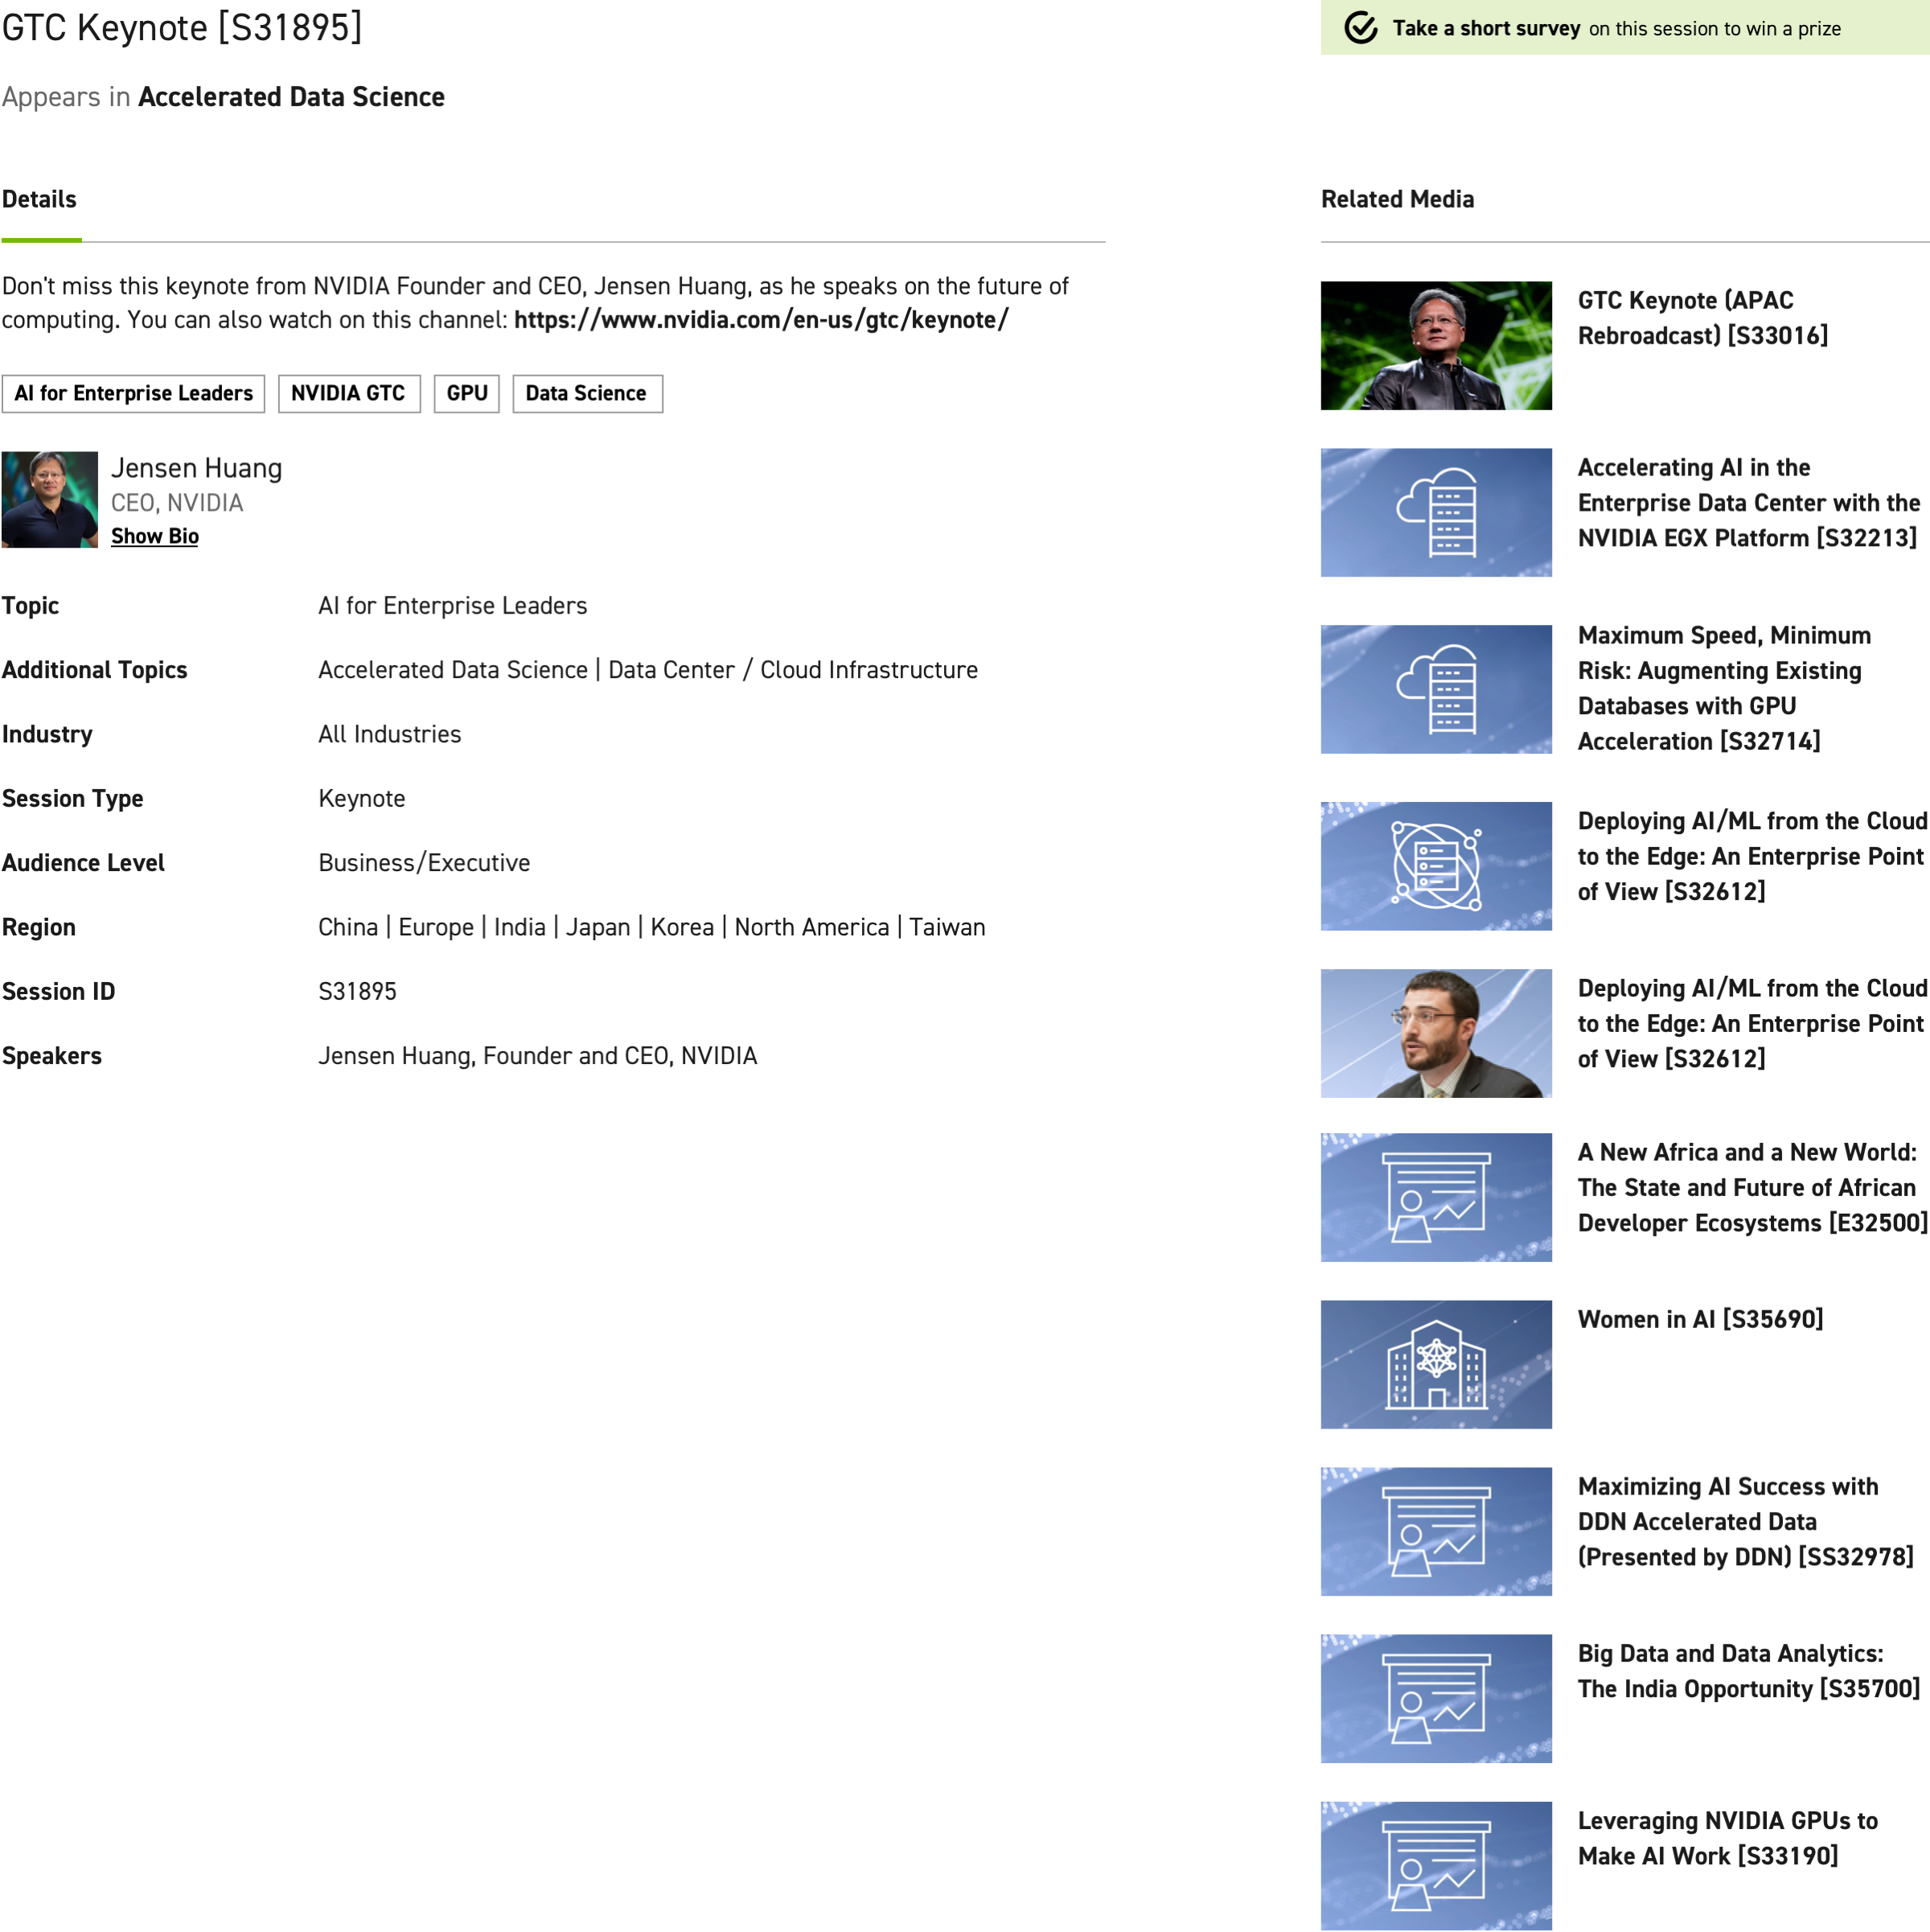 GTC Keynote [S31895]
Appears in Accelerated Data Science
Details
Don't miss this keynote from NVIDIA Founder and CEO, Jensen Huang, as he speaks on the future of
computing. You can also watch on this channel: https://www.nvidia.com/en-us/gtc/keynote/
AI for Enterprise Leaders
NVIDIA GTC
GPU
Data Science
Jensen Huang
CEO, NVIDIA
Show Bio
Topic
AI for Enterprise Leaders
Additional Topics
Accelerated Data Science | Data Center / Cloud Infrastructure
Industry
All Industries
Session Type
Keynote
Audience Level
Business/Executive
Region
China | Europe | India | Japan | Korea | North America | Taiwan
Session ID
S31895
Speakers
Jensen Huang, Founder and CEO, NVIDIA
Take a short survey on this session to win a prize
Related Media
GTC Keynote (APAC
Rebroadcast) [S33016]
Accelerating AI in the
Enterprise Data Center with the
NVIDIA EGX Platform [S32213]
Maximum Speed, Minimum
Risk: Augmenting Existing
Databases with GPU
Acceleration [S32714]
Deploying AI/ML from the Cloud
to the Edge: An Enterprise Point
of View [S32612]
Deploying AI/ML from the Cloud
to the Edge: An Enterprise Point
of View [S32612]
A New Africa and a New World:
The State and Future of African
Developer Ecosystems [E32500]
Women in AI [S35690]
Maximizing AI Success with
DDN Accelerated Data
(Presented by DDN) [SS32978]
Big Data and Data Analytics:
The India Opportunity [S35700]
Leveraging NVIDIA GPUs to
Make AI Work [S33190]